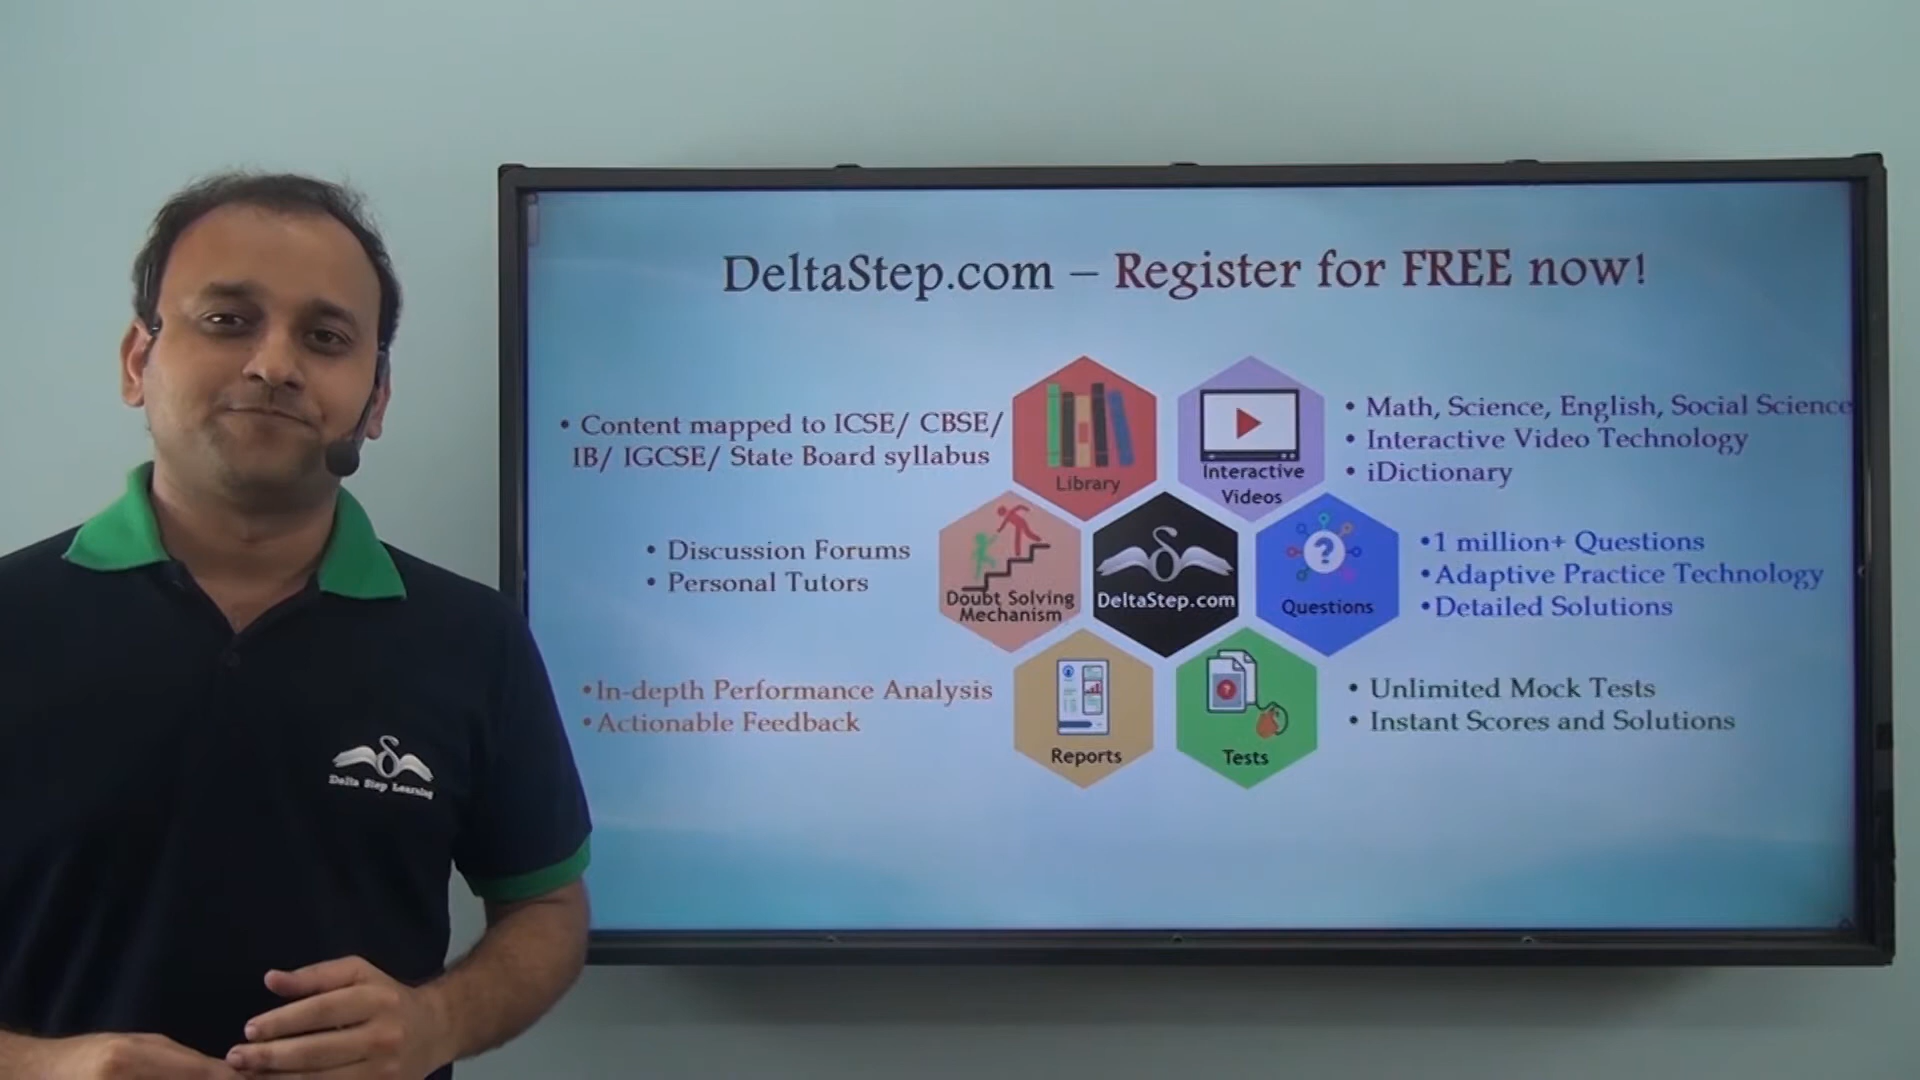 DeltaStep.com – Register for FREE now!
• Content mapped to ICSE/ CBSE/
IB/ IGCSE/ State Board syllabus
Library
Interactive
Videos
• Math, Science, English, Social Science
• Interactive Video Technology
• iDictionary
• Discussion Forums
• Personal Tutors
Doubt Solving
Mechanism
δ
DeltaStep.com
?
Questions
•1 million+ Questions
•Adaptive Practice Technology
•Detailed Solutions
•In-depth Performance Analysis
•Actionable Feedback
Reports
?
Tests
• Unlimited Mock Tests
• Instant Scores and Solutions
δ
Delta Step Learning